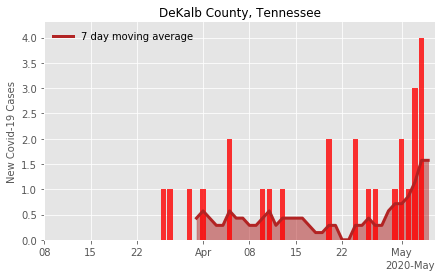 DeKalb County, Tennessee
7 day moving average
New Covid-19 Cases
4.0
3.5
3.0
2.5
2.0
1.5
1.0
0.5
0.0
08 15 22 Apr 08 15 22 May
2020-May